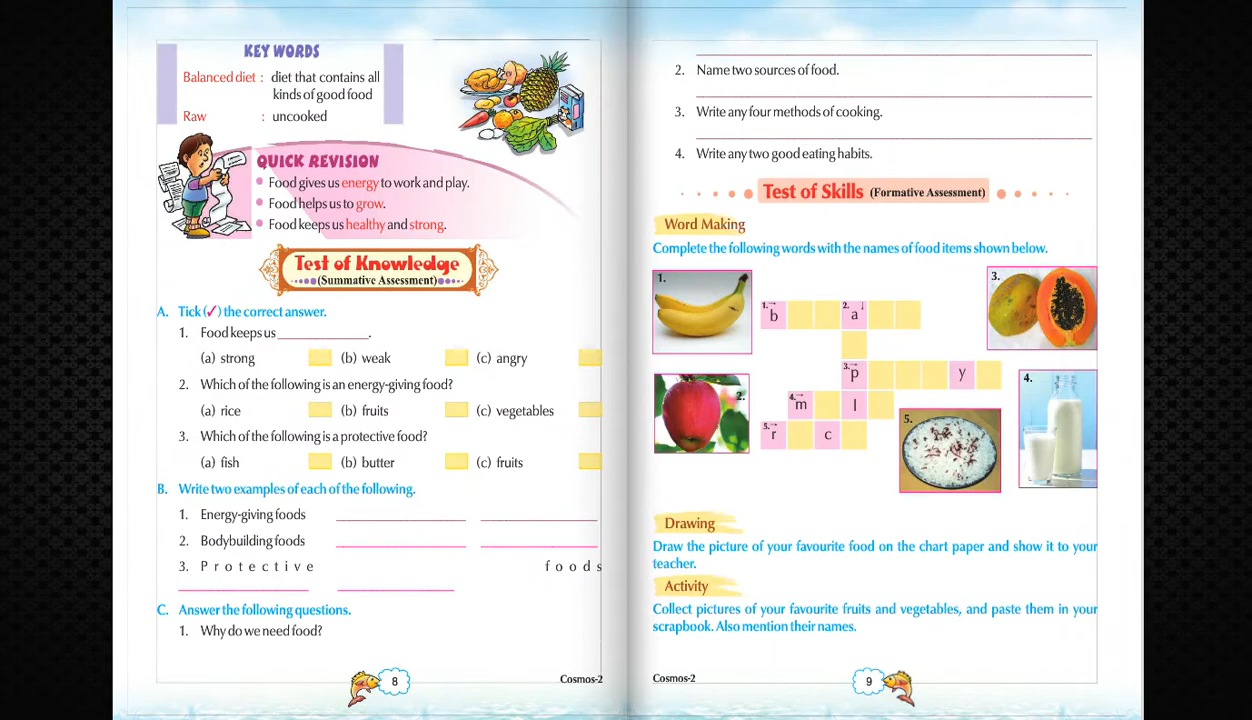 KEY WORDS
Balanced diet : diet that contains all
kinds of good food
Raw : uncooked
QUICK REVISION
Food gives us energy to work and play.
Food helps us to grow.
Food keeps us healthy and strong.
Test of Knowledge
(Summative Assessment)
A. Tick (✓) the correct answer.
1. Food keeps us ______________.
(a) strong (b) weak (c) angry
2. Which of the following is an energy-giving food?
(a) rice (b) fruits (c) vegetables
3. Which of the following is a protective food?
(a) fish (b) butter (c) fruits
B. Write two examples of each of the following.
1. Energy-giving foods
2. Bodybuilding foods
3. Protective foods
C. Answer the following questions.
1. Why do we need food?
8
Cosmos-2
2. Name two sources of food.
3. Write any four methods of cooking.
4. Write any two good eating habits.
Test of Skills (Formative Assessment)
Word Making
Complete the following words with the names of food items shown below.
1.
3.
1.→ b 2.↓ a
3.→ p y
2.
4.
4.→ m l
5.
5.→ r c
Drawing
Draw the picture of your favourite food on the chart paper and show it to your
teacher.
Activity
Collect pictures of your favourite fruits and vegetables, and paste them in your
scrapbook. Also mention their names.
Cosmos-2
9